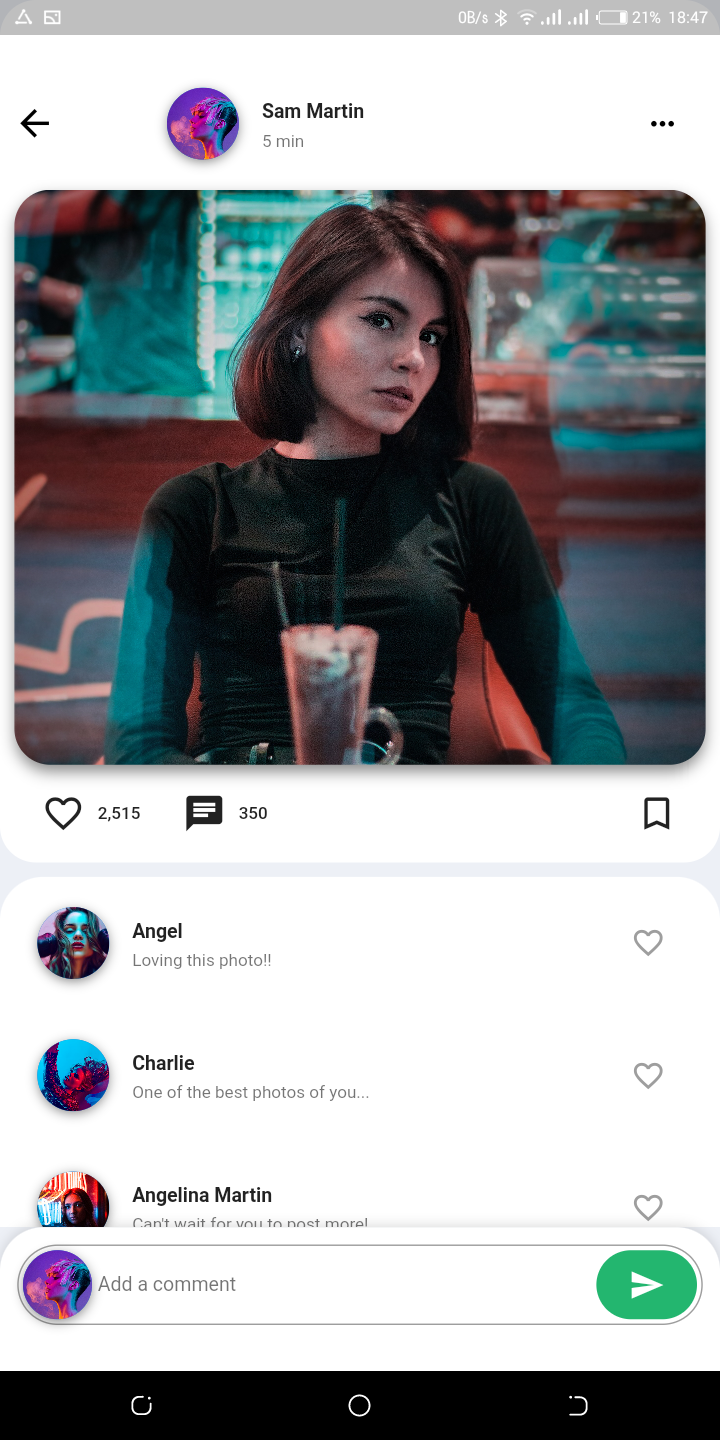 0B/s 21% 18:47
Sam Martin
5 min
2,515 350
Angel
Loving this photo!!
Charlie
One of the best photos of you...
Angelina Martin
Can't wait for you to post more!
Add a comment